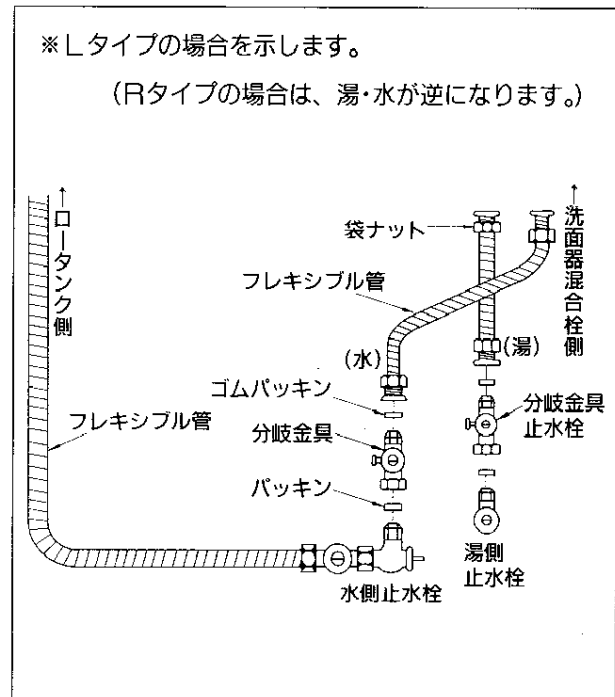 ※Lタイプの場合を示します。
(Rタイプの場合は、湯・水が逆になります。)
←ロータンク側
袋ナット
←洗面器混合栓側
フレキシブル管
(水)
(湯)
ゴムパッキン
フレキシブル管
分岐金具
分岐金具
止水栓
パッキン
水側止水栓
湯側
止水栓